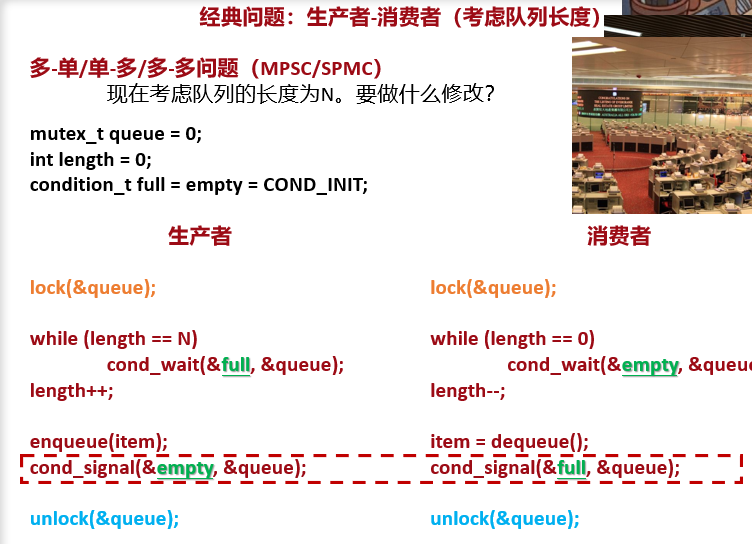 经典问题：生产者-消费者（考虑队列长度）
多-单/单-多/多-多问题（MPSC/SPMC）
现在考虑队列的长度为N。要做什么修改？
mutex_t queue = 0;
int length = 0;
condition_t full = empty = COND_INIT;
生产者
lock(&queue);
while (length == N)
cond_wait(&full, &queue);
length++;
enqueue(item);
cond_signal(&empty, &queue);
unlock(&queue);
消费者
lock(&queue);
while (length == 0)
cond_wait(&empty, &queue
length--;
item = dequeue();
cond_signal(&full, &queue);
unlock(&queue);